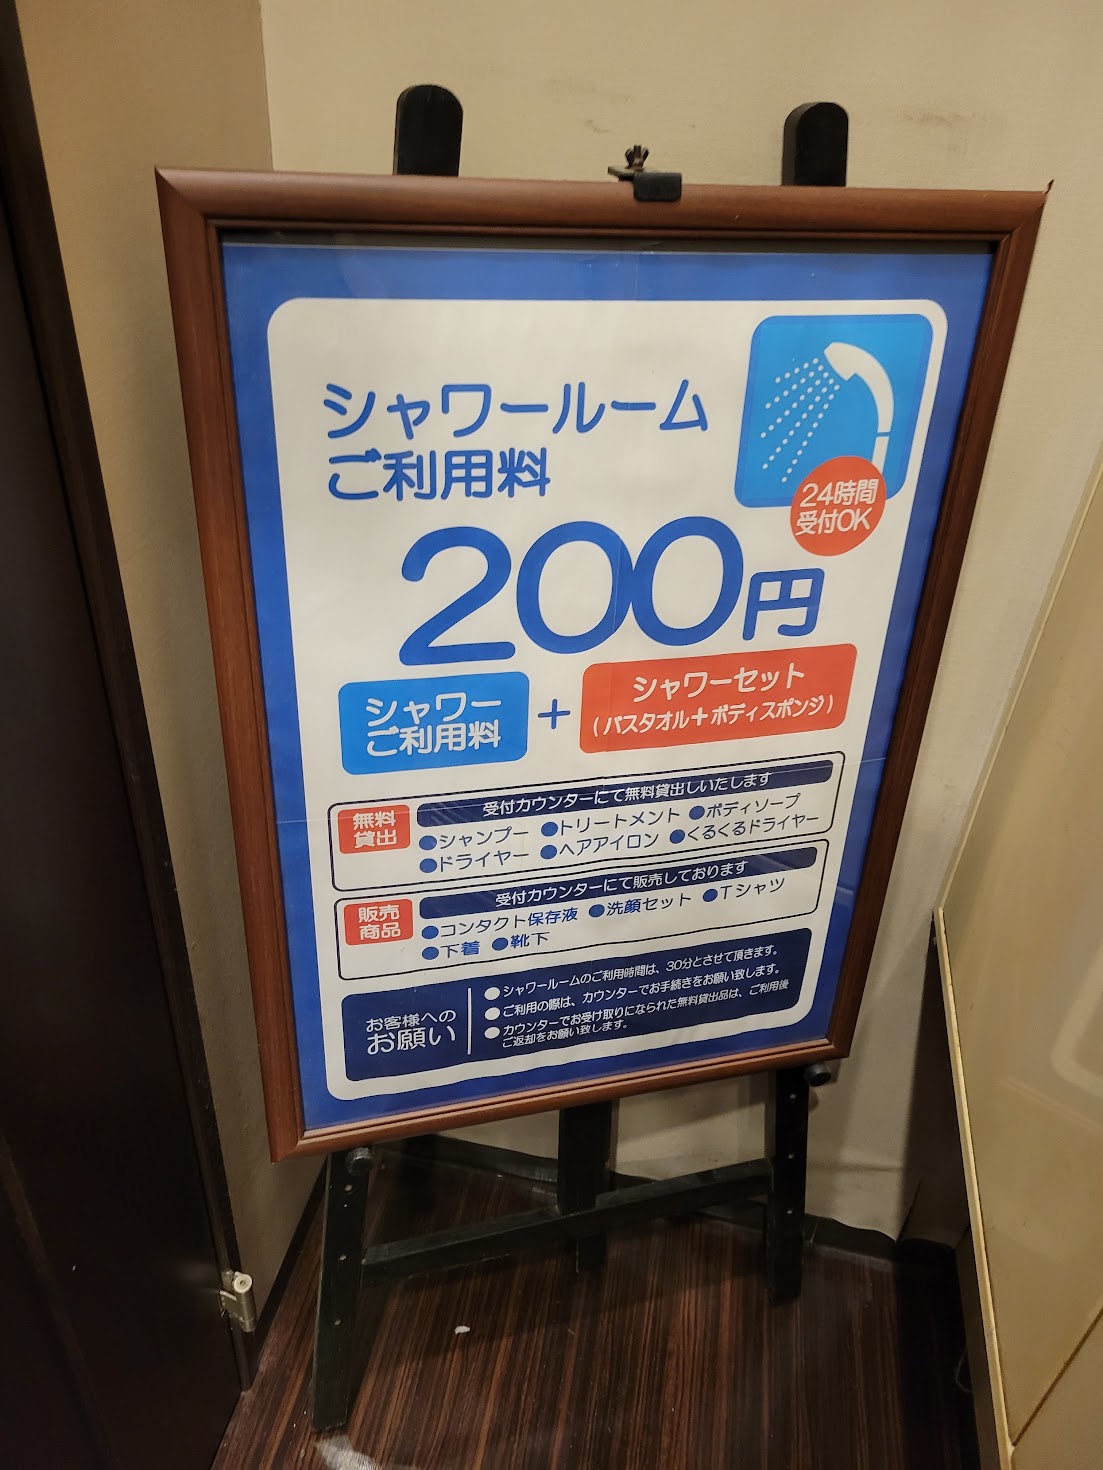 シャワールーム
ご利用料
24時間
受付OK
200円
シャワー
ご利用料
+
シャワーセット
(バスタオル+ボディスポンジ)
無料
貸出
受付カウンターにて無料貸出しいたします
●シャンプー ●トリートメント ●ボディソープ
●ドライヤー ●ヘアアイロン ●くるくるドライヤー
販売
商品
受付カウンターにて販売しております
●コンタクト保存液 ●洗顔セット ●Tシャツ
●下着 ●靴下
お客様への
お願い
●シャワールームのご利用時間は、30分とさせて頂きます。
●ご利用の際は、カウンターでお手続きをお願い致します。
●カウンターでお受け取りになられた無料貸出品は、ご利用後
ご返却をお願い致します。